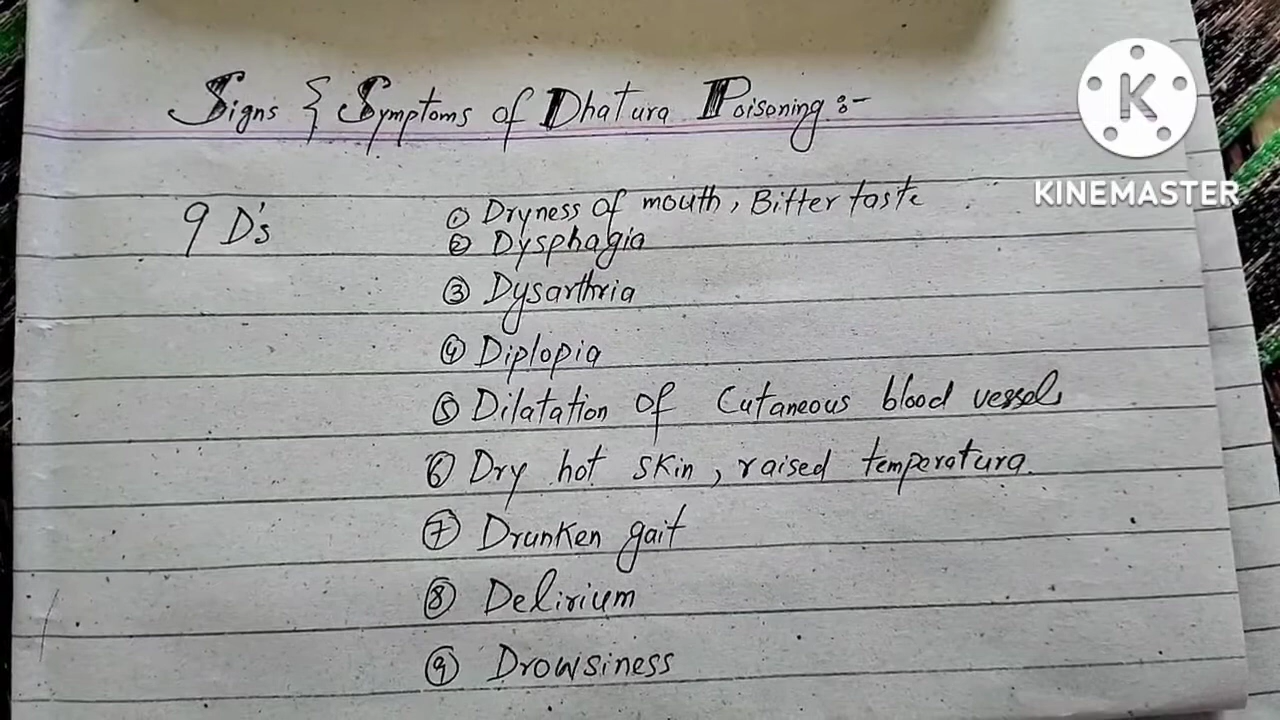 Signs & Symptoms of Dhatura Poisoning :-
K
KINEMASTER
9 D's
① Dryness of mouth, Bitter taste
② Dysphagia
③ Dysarthria
④ Diplopia
⑤ Dilatation of Cutaneous blood vessels
⑥ Dry hot skin, raised temperatura.
⑦ Drunken gait
⑧ Delirium
⑨ Drowsiness